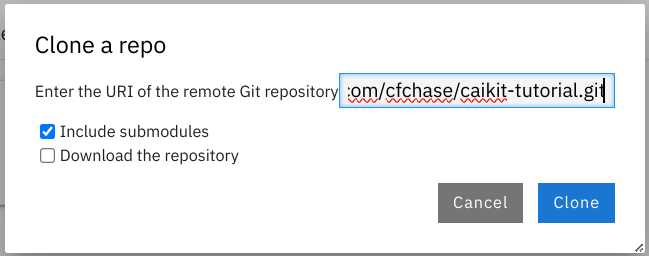 Clone a repo
Enter the URI of the remote Git repository :om/cfchase/caikit-tutorial.git
Include submodules
Download the repository
Cancel Clone